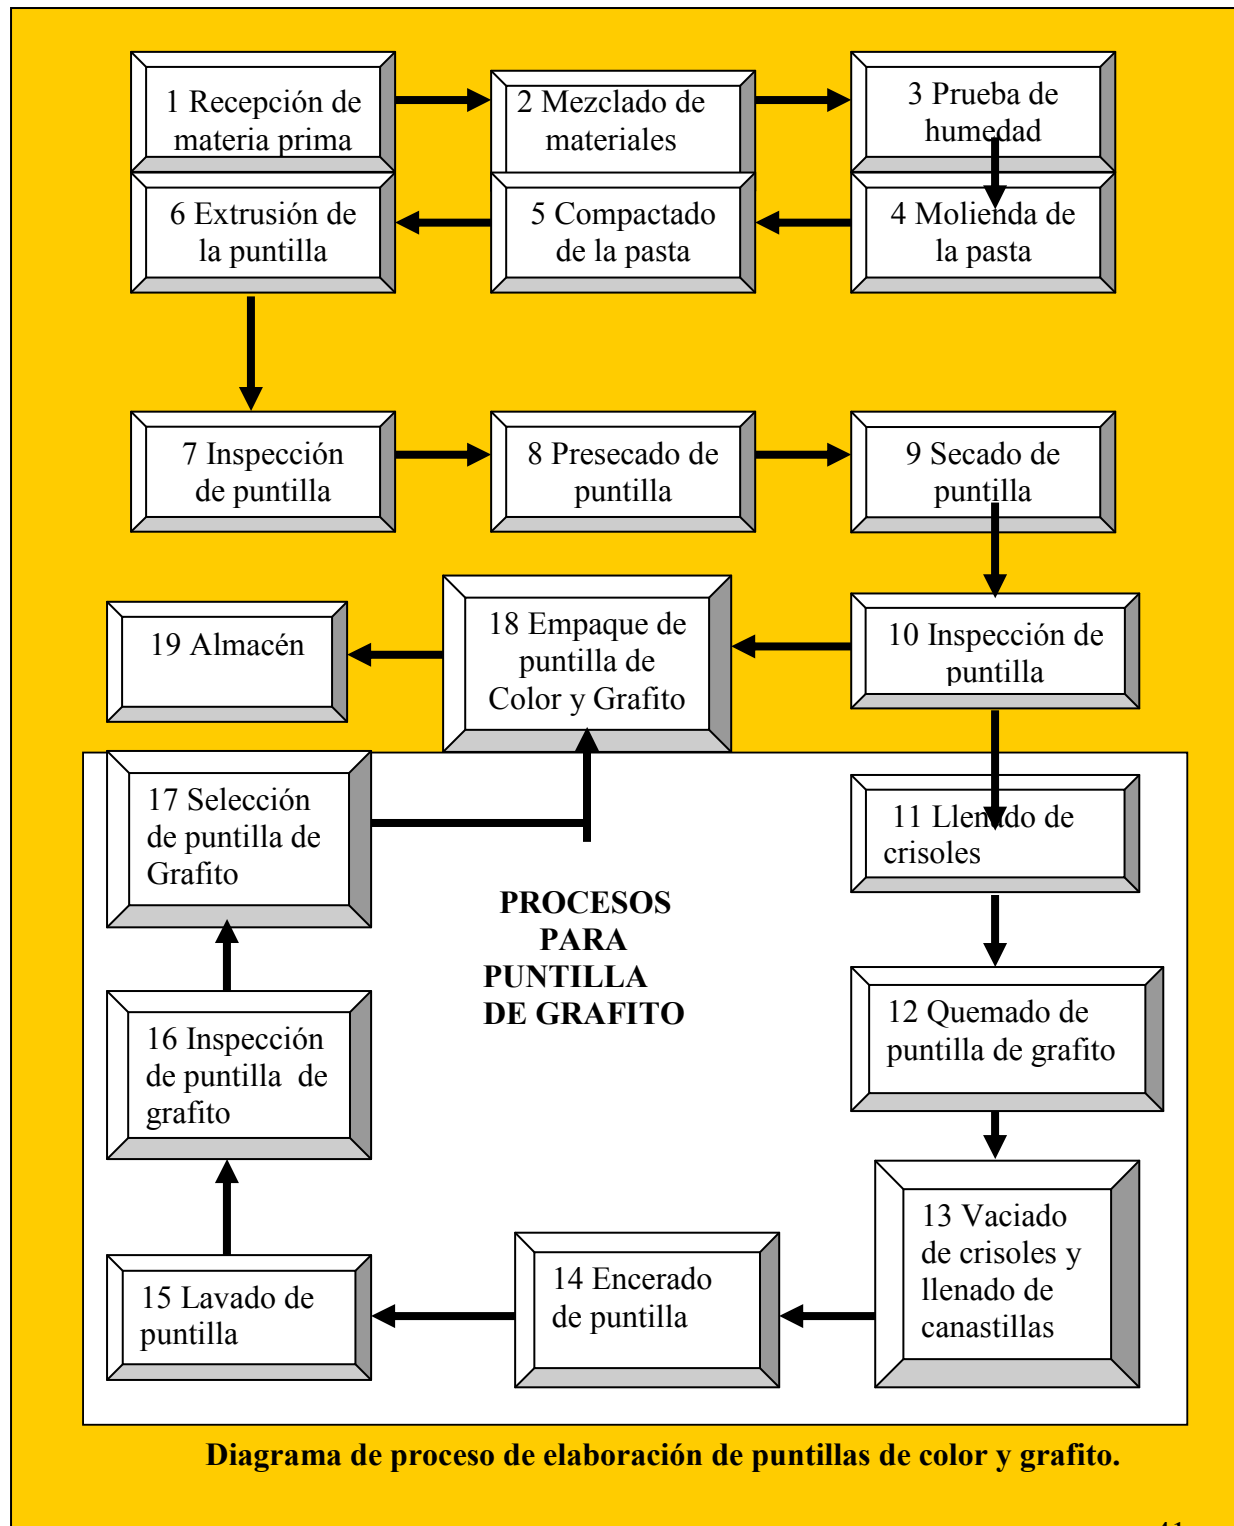 1 Recepción de
materia prima
2 Mezclado de
materiales
3 Prueba de
humedad
6 Extrusión de
la puntilla
5 Compactado
de la pasta
4 Molienda de
la pasta
7 Inspección
de puntilla
8 Presecado de
puntilla
9 Secado de
puntilla
19 Almacén
18 Empaque de
puntilla de
Color y Grafito
10 Inspección de
puntilla
17 Selección
de puntilla de
Grafito
11 Llenado de
crisoles
PROCESOS
PARA
PUNTILLA
DE GRAFITO
12 Quemado de
puntilla de grafito
16 Inspección
de puntilla de
grafito
13 Vaciado
de crisoles y
llenado de
canastillas
14 Encerado
de puntilla
15 Lavado de
puntilla
Diagrama de proceso de elaboración de puntillas de color y grafito.